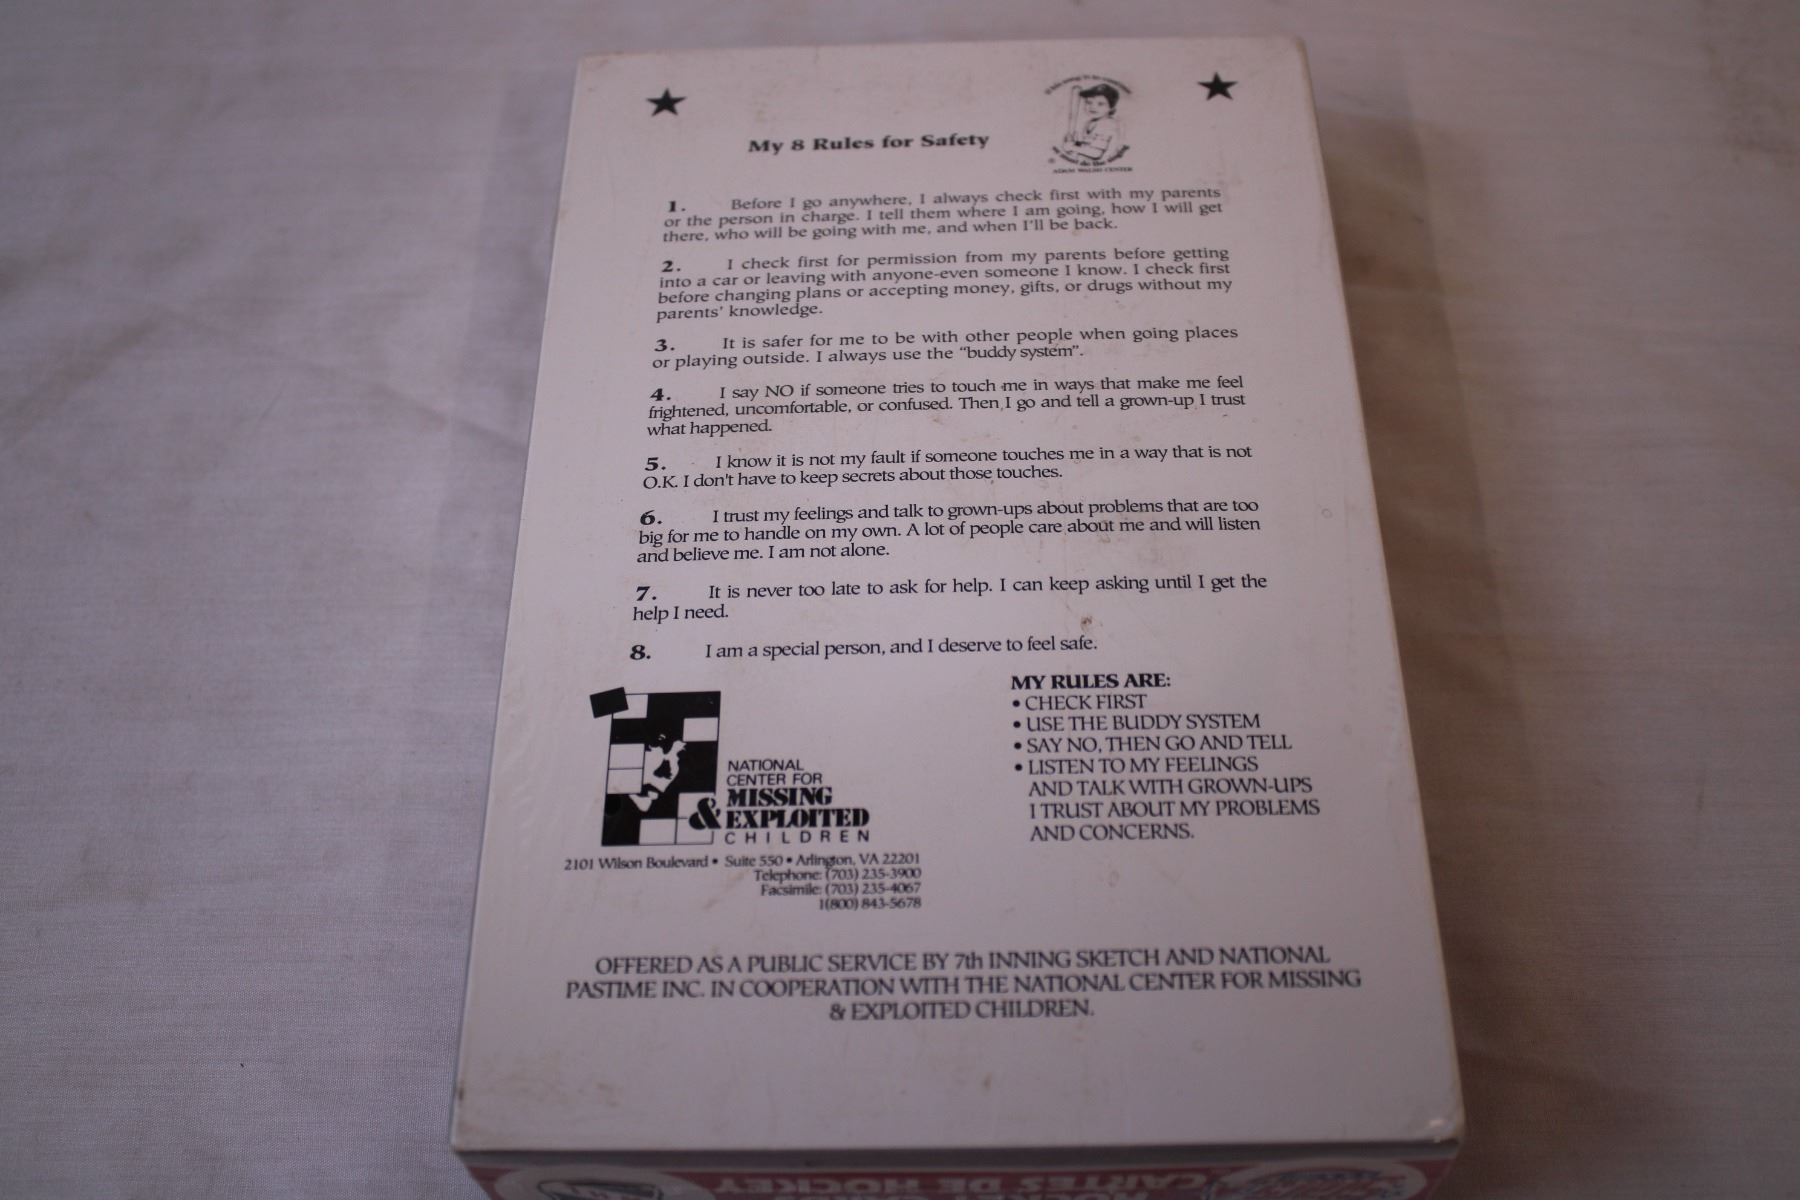 My 8 Rules for Safety
ADAM WALSH CENTER
1. Before I go anywhere, I always check first with my parents
or the person in charge. I tell them where I am going, how I will get
there, who will be going with me, and when I'll be back.
2. I check first for permission from my parents before getting
into a car or leaving with anyone-even someone I know. I check first
before changing plans or accepting money, gifts, or drugs without my
parents' knowledge.
3. It is safer for me to be with other people when going places
or playing outside. I always use the "buddy system".
4. I say NO if someone tries to touch me in ways that make me feel
frightened, uncomfortable, or confused. Then I go and tell a grown-up I trust
what happened.
5. I know it is not my fault if someone touches me in a way that is not
O.K. I don't have to keep secrets about those touches.
6. I trust my feelings and talk to grown-ups about problems that are too
big for me to handle on my own. A lot of people care about me and will listen
and believe me. I am not alone.
7. It is never too late to ask for help. I can keep asking until I get the
help I need.
8. I am a special person, and I deserve to feel safe.
NATIONAL
CENTER FOR
MISSING
& EXPLOITED
CHILDREN
2101 Wilson Boulevard • Suite 550 • Arlington, VA 22201
Telephone: (703) 235-3900
Facsimile: (703) 235-4067
1(800) 843-5678
MY RULES ARE:
• CHECK FIRST
• USE THE BUDDY SYSTEM
• SAY NO, THEN GO AND TELL
• LISTEN TO MY FEELINGS
AND TALK WITH GROWN-UPS
I TRUST ABOUT MY PROBLEMS
AND CONCERNS.
OFFERED AS A PUBLIC SERVICE BY 7th INNING SKETCH AND NATIONAL
PASTIME INC. IN COOPERATION WITH THE NATIONAL CENTER FOR MISSING
& EXPLOITED CHILDREN.
CARTES DE HOCKEY